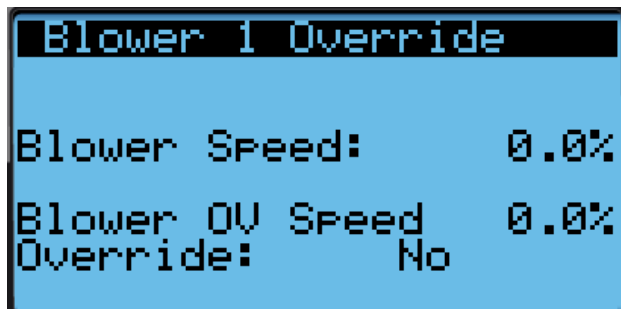 Blower 1 Override
Blower Speed: 0.0%
Blower OV Speed 0.0%
Override: No